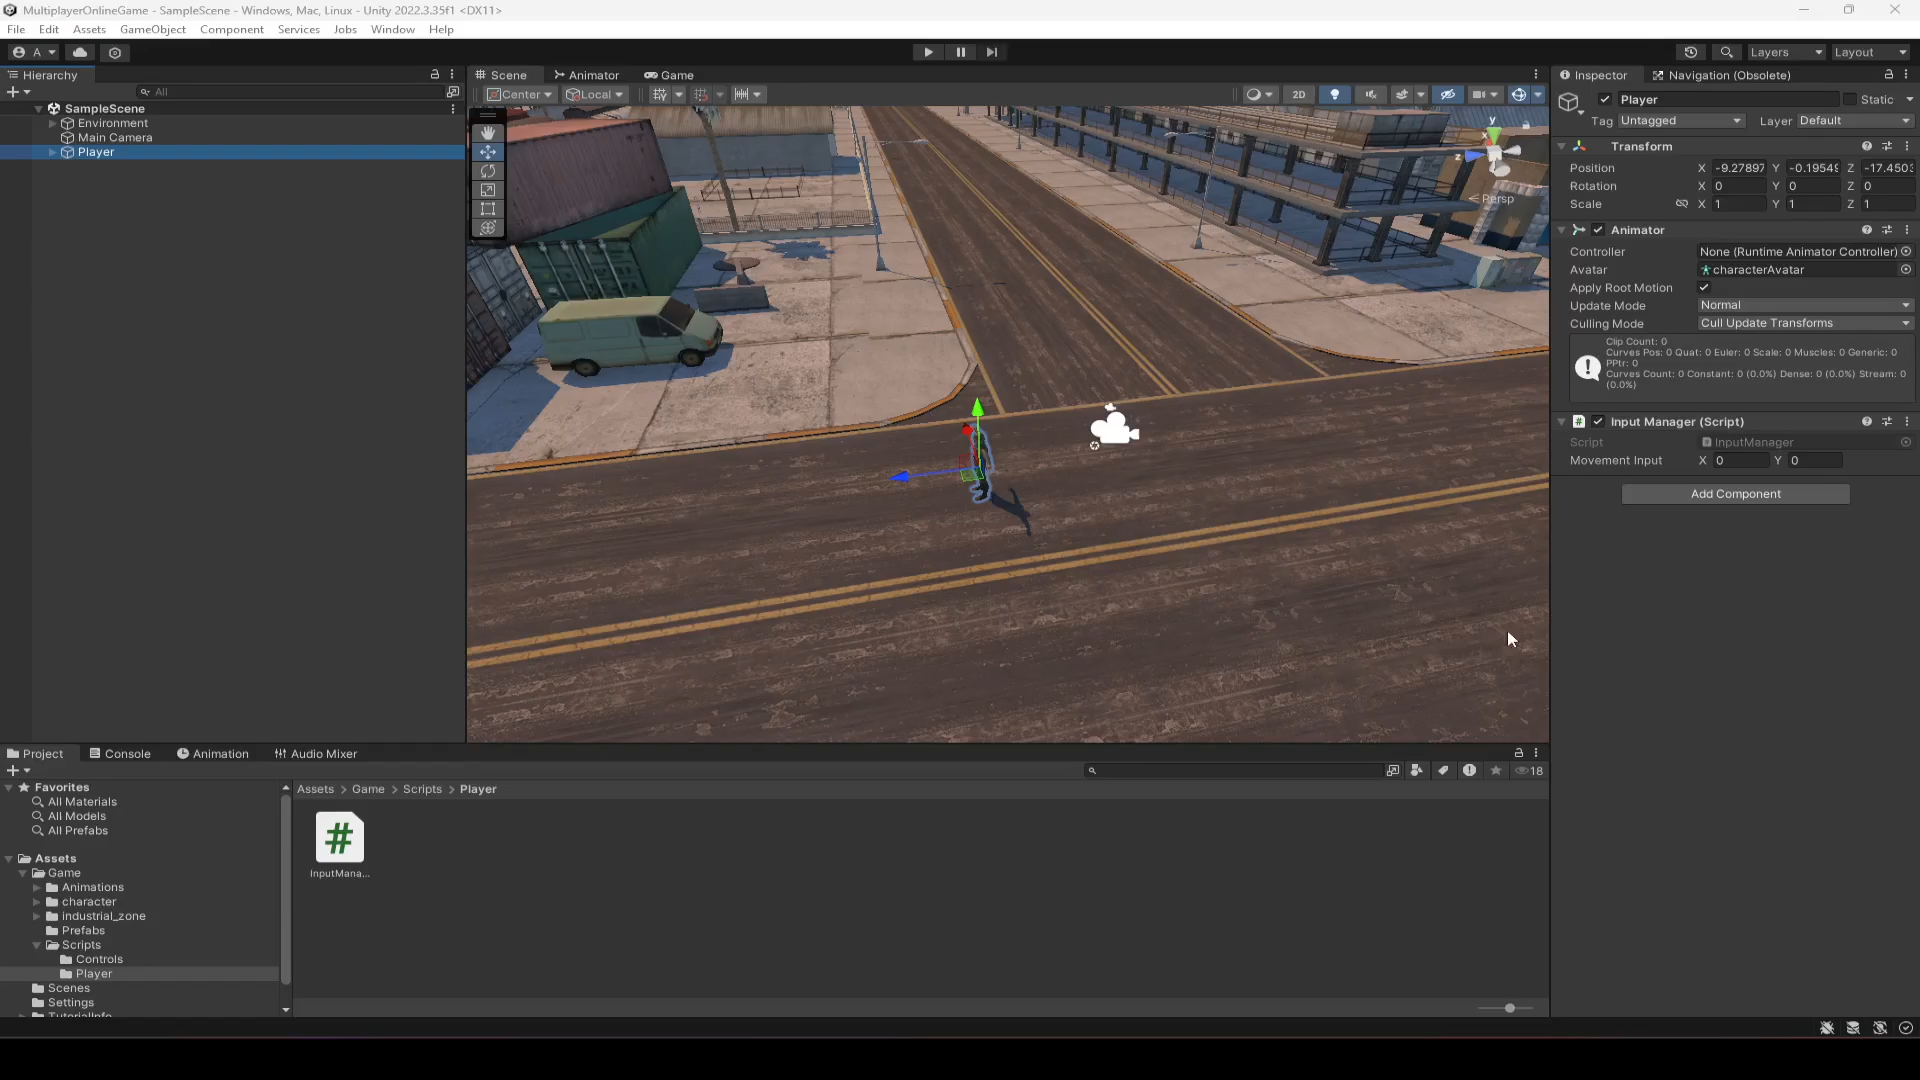 MultiplayerOnlineGame - SampleScene - Windows, Mac, Linux - Unity 2022.3.35f1 <DX11>
File Edit Assets GameObject Component Services Jobs Window Help
A Layers Layout
Hierarchy
All
SampleScene
Environment
Main Camera
Player
Scene Animator Game
Center Local 2D
y
x
z
Persp
Inspector Navigation (Obsolete)
Player Static
Tag Untagged Layer Default
Transform
Position X -9.27897 Y -0.1954 Z -17.450
Rotation X 0 Y 0 Z 0
Scale X 1 Y 1 Z 1
Animator
Controller None (Runtime Animator Controller)
Avatar characterAvatar
Apply Root Motion
Update Mode Normal
Culling Mode Cull Update Transforms
Clip Count: 0
Curves Pos: 0 Quat: 0 Euler: 0 Scale: 0 Muscles: 0 Generic: 0
PPtr: 0
Curves Count: 0 Constant: 0 (0.0%) Dense: 0 (0.0%) Stream: 0
(0.0%)
# Input Manager (Script)
Script InputManager
Movement Input X 0 Y 0
Add Component
Project Console Animation Audio Mixer
18
Favorites
All Materials
All Models
All Prefabs
Assets
Game
Animations
character
industrial_zone
Prefabs
Scripts
Controls
Player
Scenes
Settings
Assets > Game > Scripts > Player
#
InputMana...